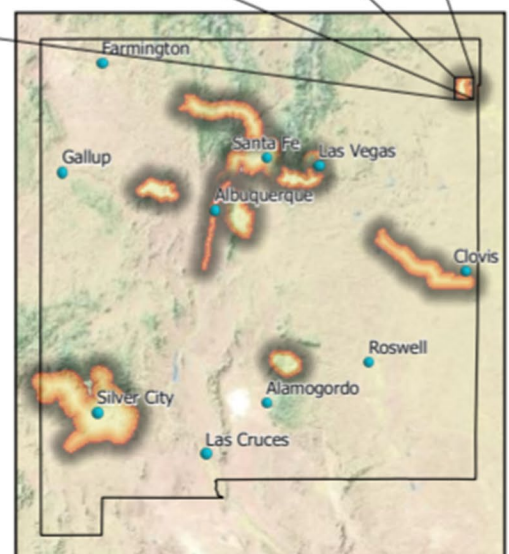 Farmington
Santa Fe
Las Vegas
Gallup
Albuquerque
Clovis
Roswell
Alamogordo
Silver City
Las Cruces